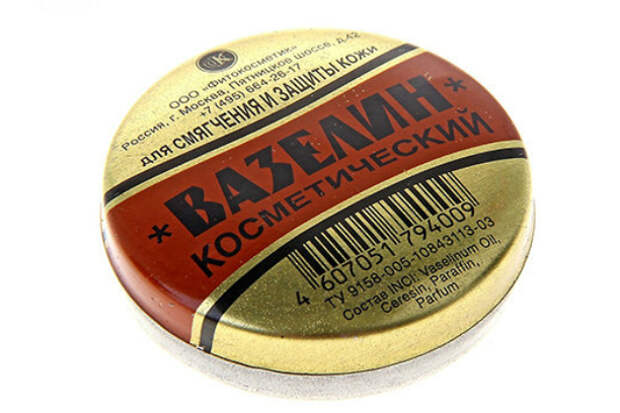 ООО «Фитокосметик»
Россия, г. Москва, Пятницкое шоссе, д.42
+7 (495) 664-26-17
ДЛЯ СМЯГЧЕНИЯ И ЗАЩИТЫ КОЖИ
* ВАЗЕЛИН *
КОСМЕТИЧЕСКИЙ
4 607051 794009
ТУ 9158-005-10843113-03
Состав INCI: Vaselinum Oil,
Ceresin, Paraffin,
Parfum